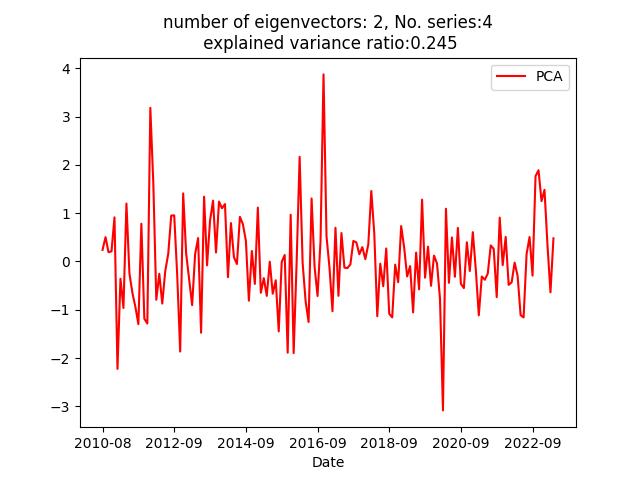 number of eigenvectors: 2, No. series:4
explained variance ratio:0.245
PCA
4
3
2
1
0
−1
−2
−3
2010-08 2012-09 2014-09 2016-09 2018-09 2020-09 2022-09
Date